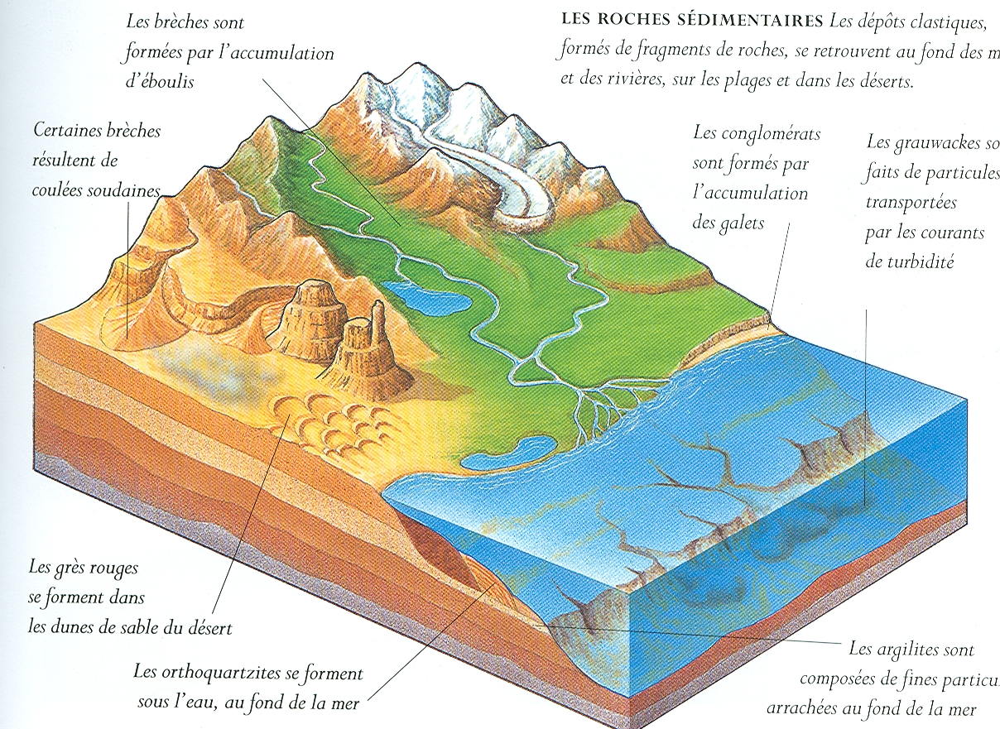 Les brèches sont
formées par l'accumulation
d'éboulis
LES ROCHES SÉDIMENTAIRES Les dépôts clastiques,
formés de fragments de roches, se retrouvent au fond des m
et des rivières, sur les plages et dans les déserts.
Certaines brèches
résultent de
coulées soudaines
Les conglomérats
sont formés par
l'accumulation
des galets
Les grauwackes so
faits de particules
transportées
par les courants
de turbidité
Les grès rouges
se forment dans
les dunes de sable du désert
Les orthoquartzites se forment
sous l'eau, au fond de la mer
Les argilites sont
composées de fines particu
arrachées au fond de la mer